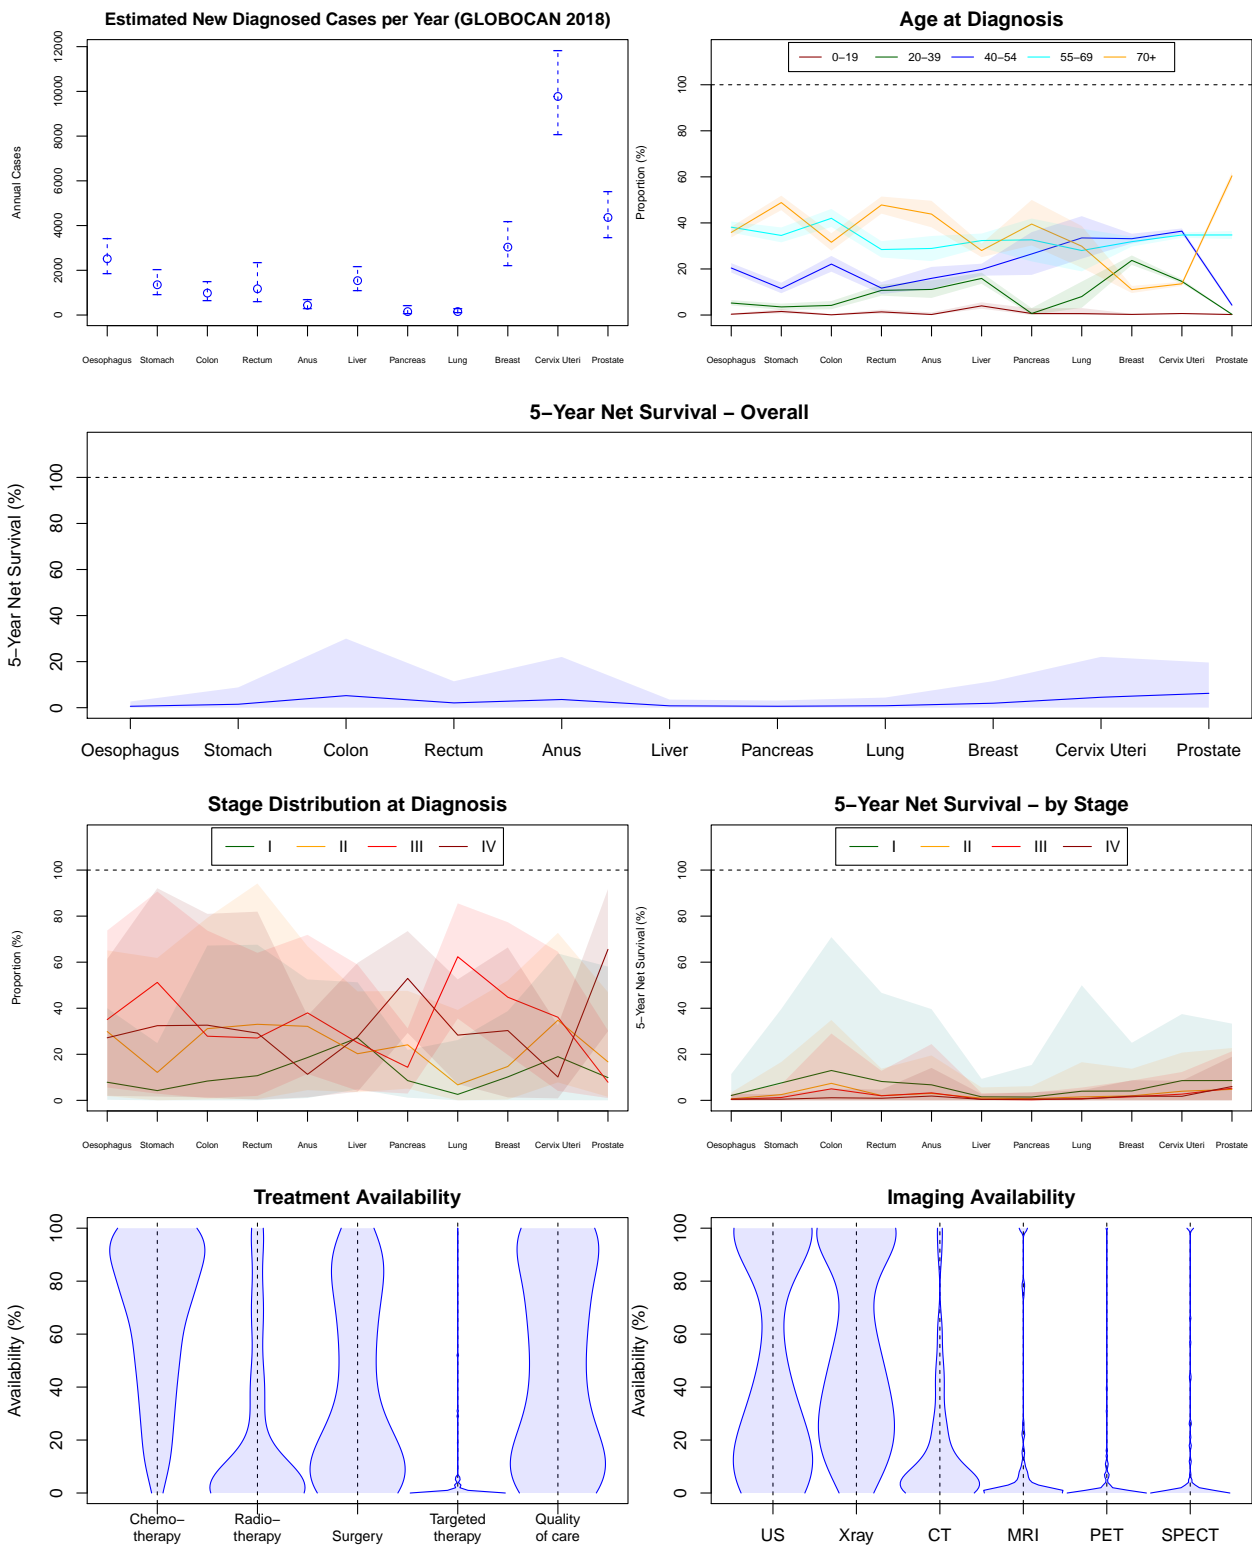 Estimated New Diagnosed Cases per Year (GLOBOCAN 2018)
Annual Cases
0 2000 4000 6000 8000 10000 12000
Oesophagus Stomach Colon Rectum Anus Liver Pancreas Lung Breast Cervix Uteri Prostate
Age at Diagnosis
0−19 20−39 40−54 55−69 70+
Proportion (%)
0 20 40 60 80 100
Oesophagus Stomach Colon Rectum Anus Liver Pancreas Lung Breast Cervix Uteri Prostate
5−Year Net Survival − Overall
5−Year Net Survival (%)
0 20 40 60 80 100
Oesophagus Stomach Colon Rectum Anus Liver Pancreas Lung Breast Cervix Uteri Prostate
Stage Distribution at Diagnosis
I II III IV
Proportion (%)
0 20 40 60 80 100
Oesophagus Stomach Colon Rectum Anus Liver Pancreas Lung Breast Cervix Uteri Prostate
5−Year Net Survival − by Stage
I II III IV
5−Year Net Survival (%)
0 20 40 60 80 100
Oesophagus Stomach Colon Rectum Anus Liver Pancreas Lung Breast Cervix Uteri Prostate
Treatment Availability
Availability (%)
0 20 40 60 80 100
Chemo−
therapy
Radio−
therapy
Surgery
Targeted
therapy
Quality
of care
Imaging Availability
Availability (%)
0 20 40 60 80 100
US Xray CT MRI PET SPECT